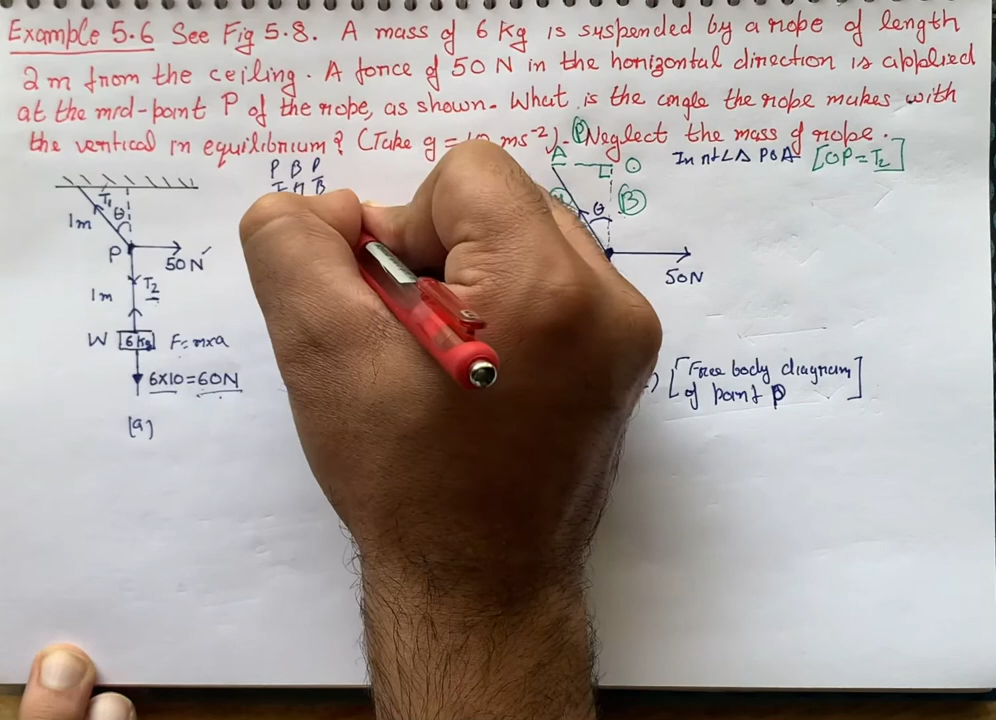 Example 5.6 See Fig 5.8. A mass of 6 Kg is suspended by a rope of length
2m from the ceiling. A force of 50 N in the horizontal direction is applied
at the mid-point P of the rope, as shown. What is the angle the rope makes with
the vertical in equilibrium? (Take g = ms⁻²). Neglect the mass of rope.
P B P
H B
A O
In rt∠Δ POA [OP=T₂]
T₁
1m θ
P
50N
θ B
50N
1m T₂
W 6 Kg F=mxa
6x10=60N
[Free body diagram
of point P]
(a)